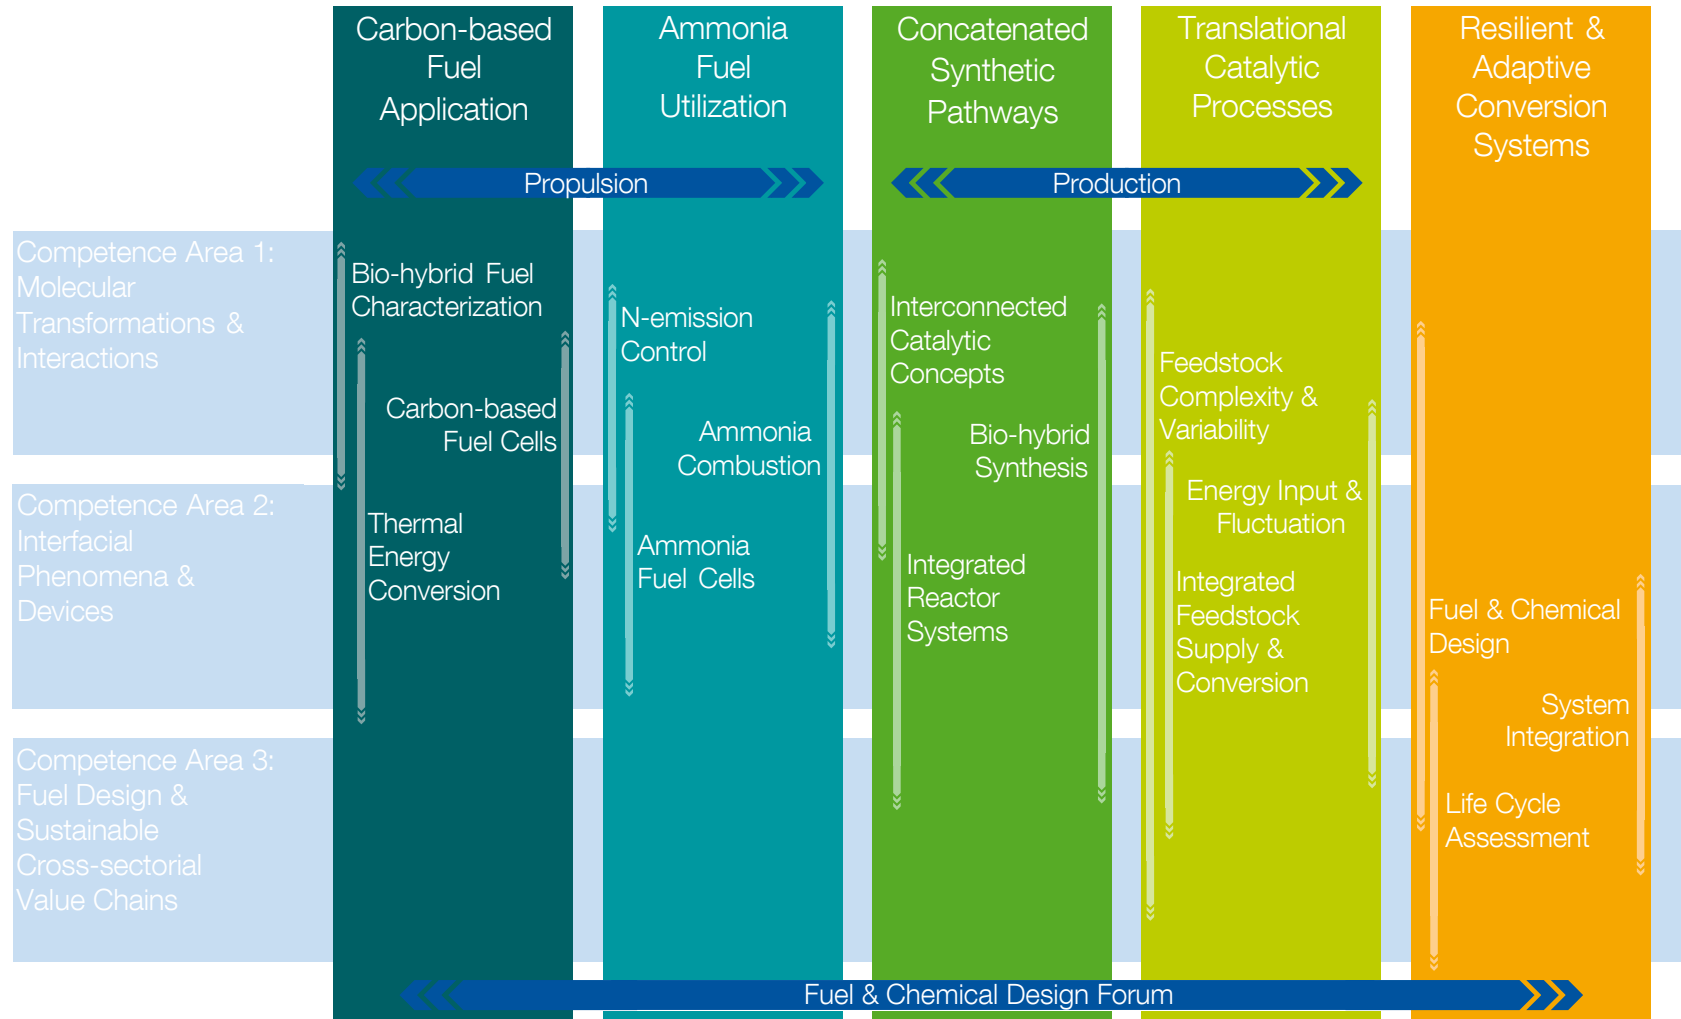 Carbon-based
Fuel
Application
Ammonia
Fuel
Utilization
Concatenated
Synthetic
Pathways
Translational
Catalytic
Processes
Resilient &
Adaptive
Conversion
Systems
Propulsion
Production
Competence Area 1:
Molecular
Transformations &
Interactions
Competence Area 2:
Interfacial
Phenomena &
Devices
Competence Area 3:
Fuel Design &
Sustainable
Cross-sectorial
Value Chains
Bio-hybrid Fuel
Characterization
Carbon-based
Fuel Cells
Thermal
Energy
Conversion
N-emission
Control
Ammonia
Combustion
Ammonia
Fuel Cells
Interconnected
Catalytic
Concepts
Bio-hybrid
Synthesis
Integrated
Reactor
Systems
Feedstock
Complexity &
Variability
Energy Input &
Fluctuation
Integrated
Feedstock
Supply &
Conversion
Fuel & Chemical
Design
System
Integration
Life Cycle
Assessment
Fuel & Chemical Design Forum